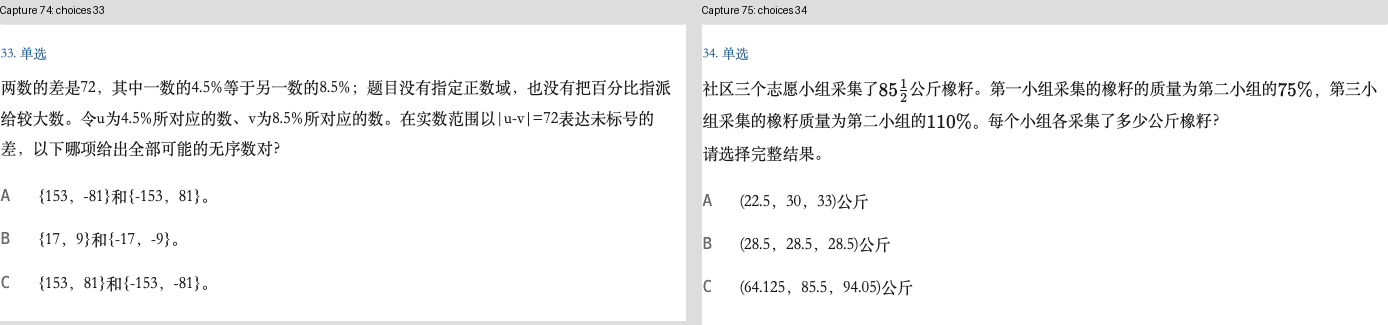 Capture 74: choices 33
33. 单选
两数的差是72，其中一数的4.5%等于另一数的8.5%；题目没有指定正数域，也没有把百分比指派
给较大数。令u为4.5%所对应的数、v为8.5%所对应的数。在实数范围以|u-v|=72表达未标号的
差，以下哪项给出全部可能的无序数对？
A {153，-81}和{-153，81}。
B {17，9}和{-17，-9}。
C {153，81}和{-153，-81}。
Capture 75: choices 34
34. 单选
社区三个志愿小组采集了85 1/2公斤橡籽。第一小组采集的橡籽的质量为第二小组的75%，第三小
组采集的橡籽质量为第二小组的110%。每个小组各采集了多少公斤橡籽？
请选择完整结果。
A (22.5，30，33)公斤
B (28.5，28.5，28.5)公斤
C (64.125，85.5，94.05)公斤